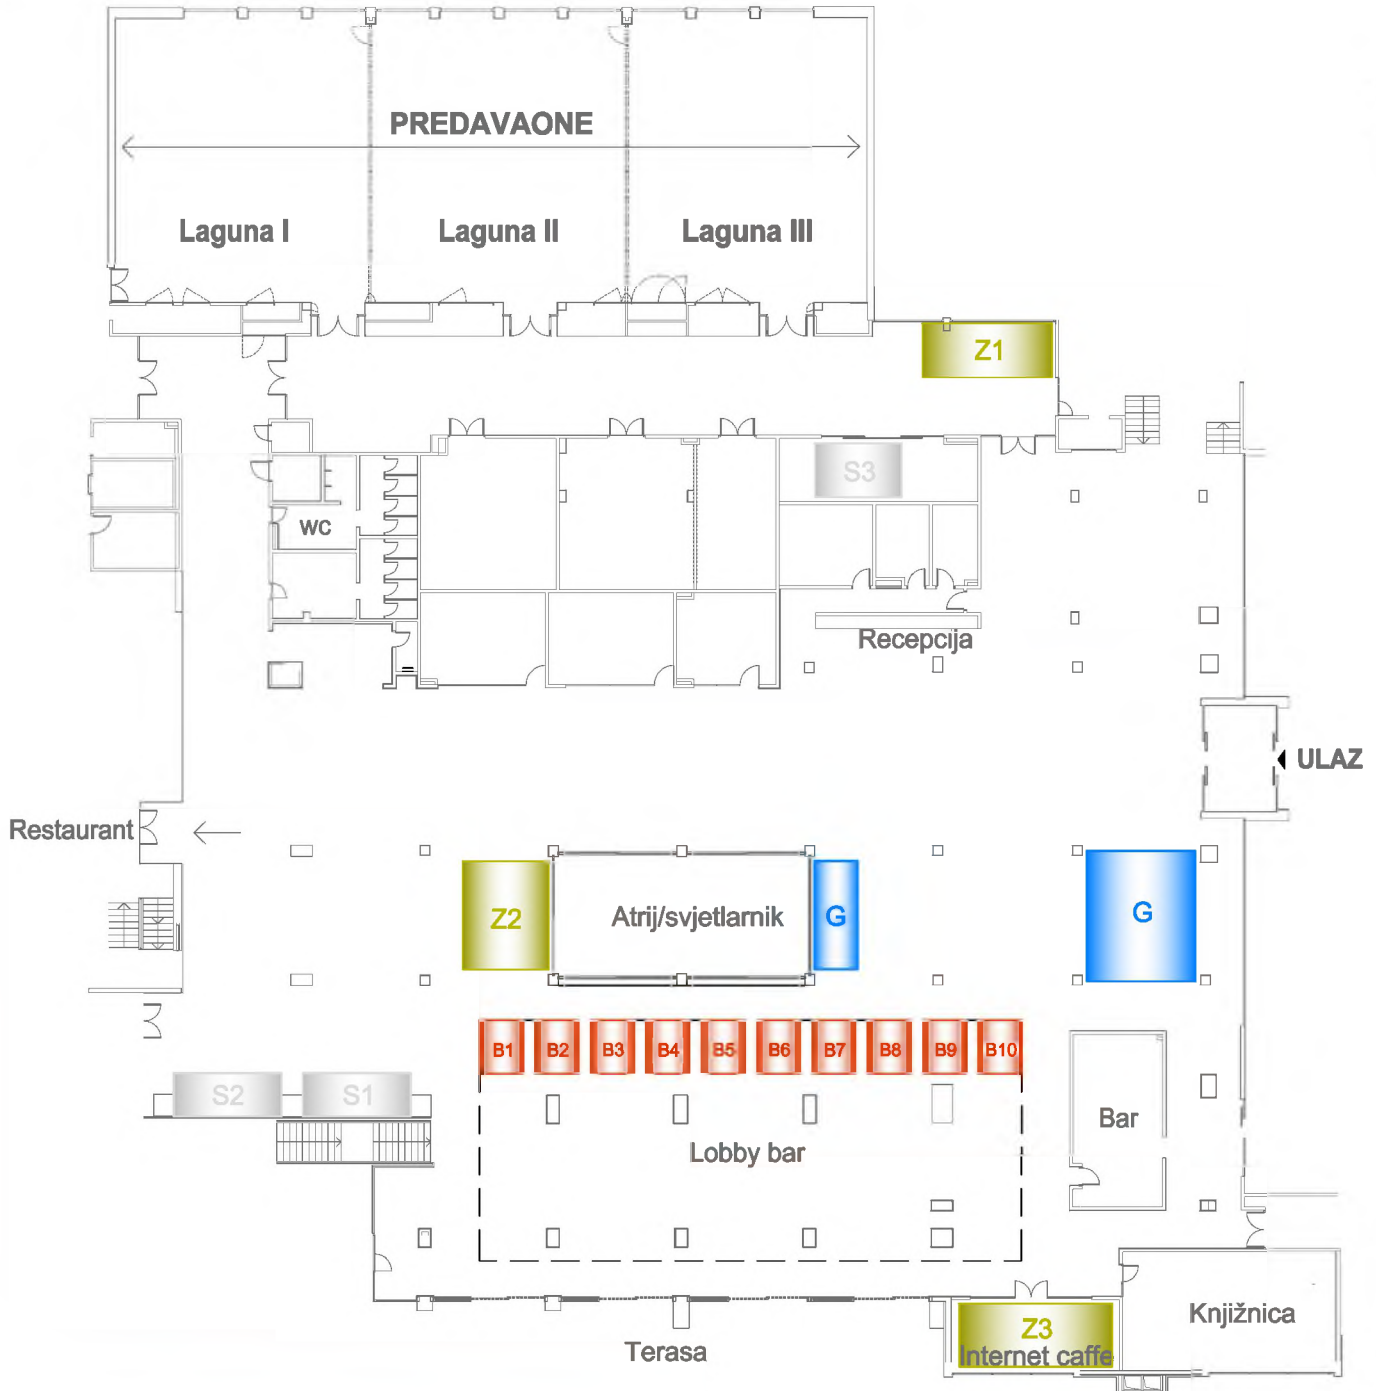 PREDAVAONE
Laguna I
Laguna II
Laguna III
Z1
S3
WC
Recepcija
ULAZ
Restaurant
Z2
Atrij/svjetlarnik
G
G
B1
B2
B3
B4
B5
B6
B7
B8
B9
B10
S2
S1
Bar
Lobby bar
Knjižnica
Z3
Internet caffe
Terasa